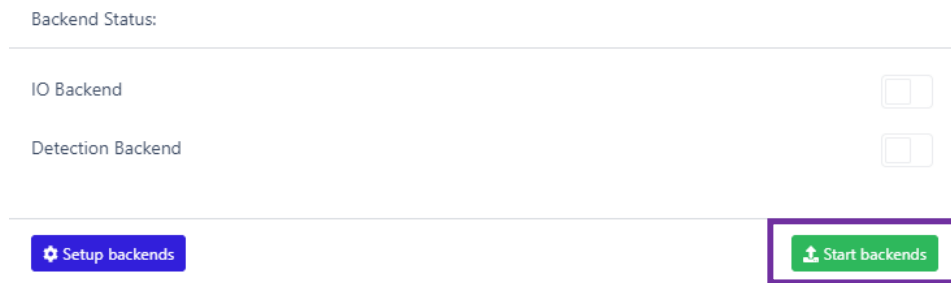 Backend Status:
IO Backend
Detection Backend
Setup backends
Start backends